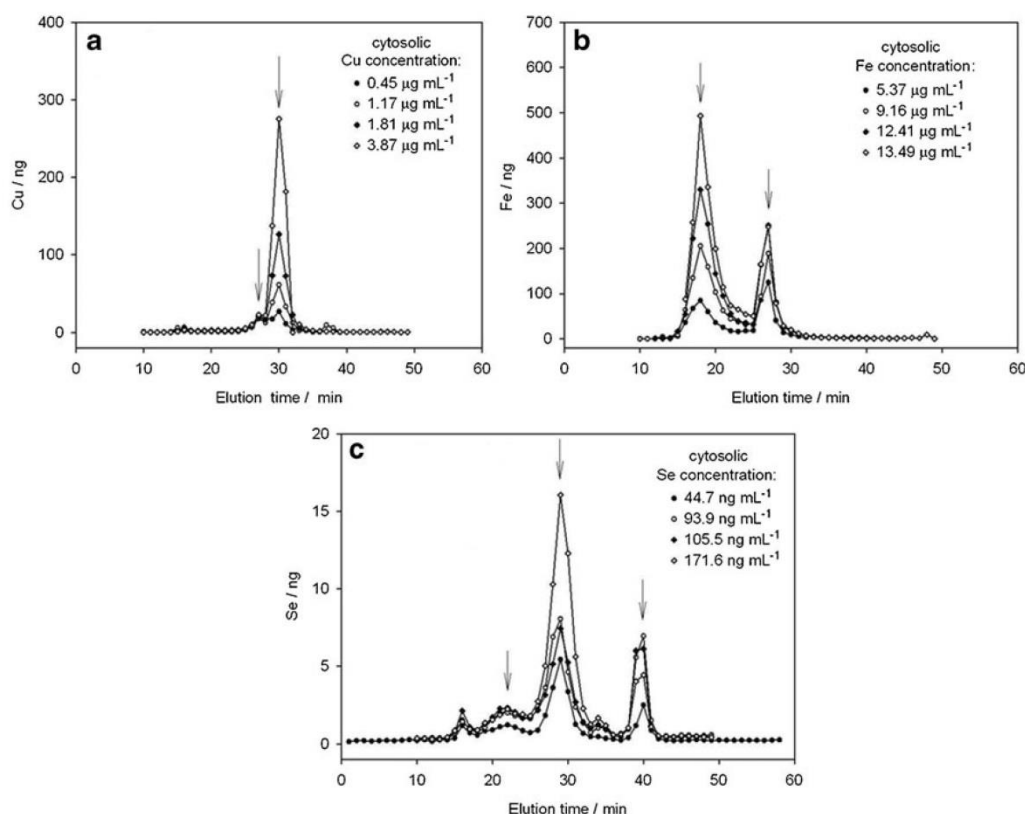 a
cytosolic
Cu concentration:
0.45 µg mL⁻¹
1.17 µg mL⁻¹
1.81 µg mL⁻¹
3.87 µg mL⁻¹
Cu / ng
400
300
200
100
0
0 10 20 30 40 50 60
Elution time / min
b
cytosolic
Fe concentration:
5.37 µg mL⁻¹
9.16 µg mL⁻¹
12.41 µg mL⁻¹
13.49 µg mL⁻¹
Fe / ng
700
600
500
400
300
200
100
0
0 10 20 30 40 50 60
Elution time / min
c
cytosolic
Se concentration:
44.7 ng mL⁻¹
93.9 ng mL⁻¹
105.5 ng mL⁻¹
171.6 ng mL⁻¹
Se / ng
20
15
10
5
0
0 10 20 30 40 50 60
Elution time / min